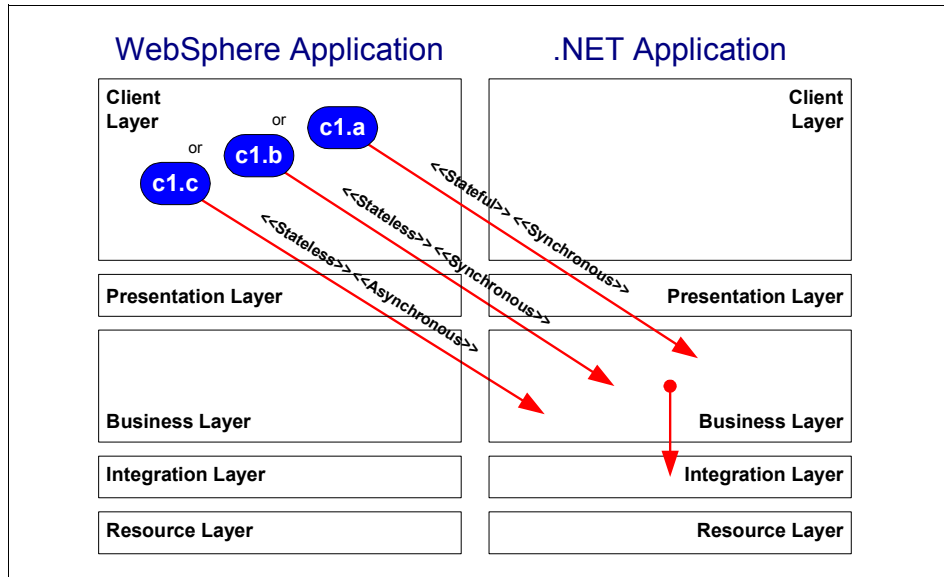 WebSphere Application
.NET Application
Client
Layer
or
or
c1.a
c1.b
c1.c
<<Stateful>> <<Synchronous>>
<<Stateless>> <<Synchronous>>
<<Stateless>> <<Asynchronous>>
Client
Layer
Presentation Layer
Presentation Layer
Business Layer
Business Layer
Integration Layer
Integration Layer
Resource Layer
Resource Layer